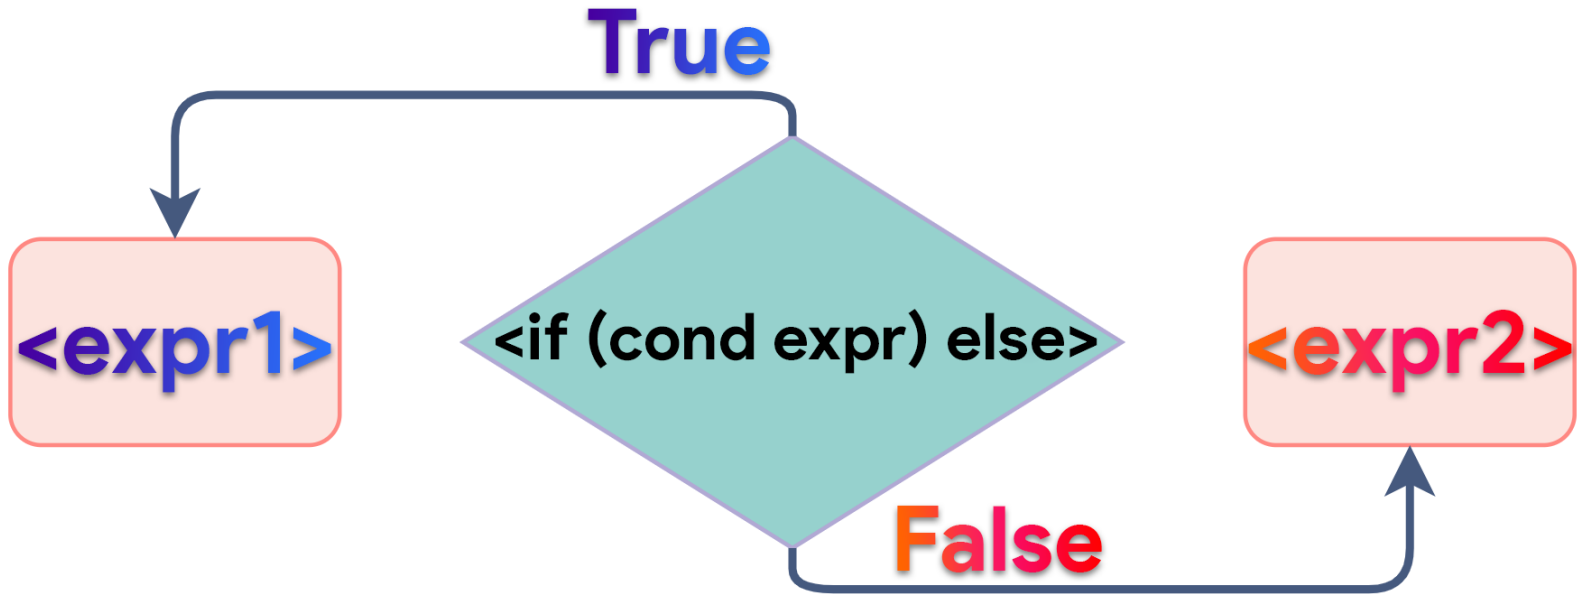 True
<expr1>
<if (cond expr) else>
<expr2>
False